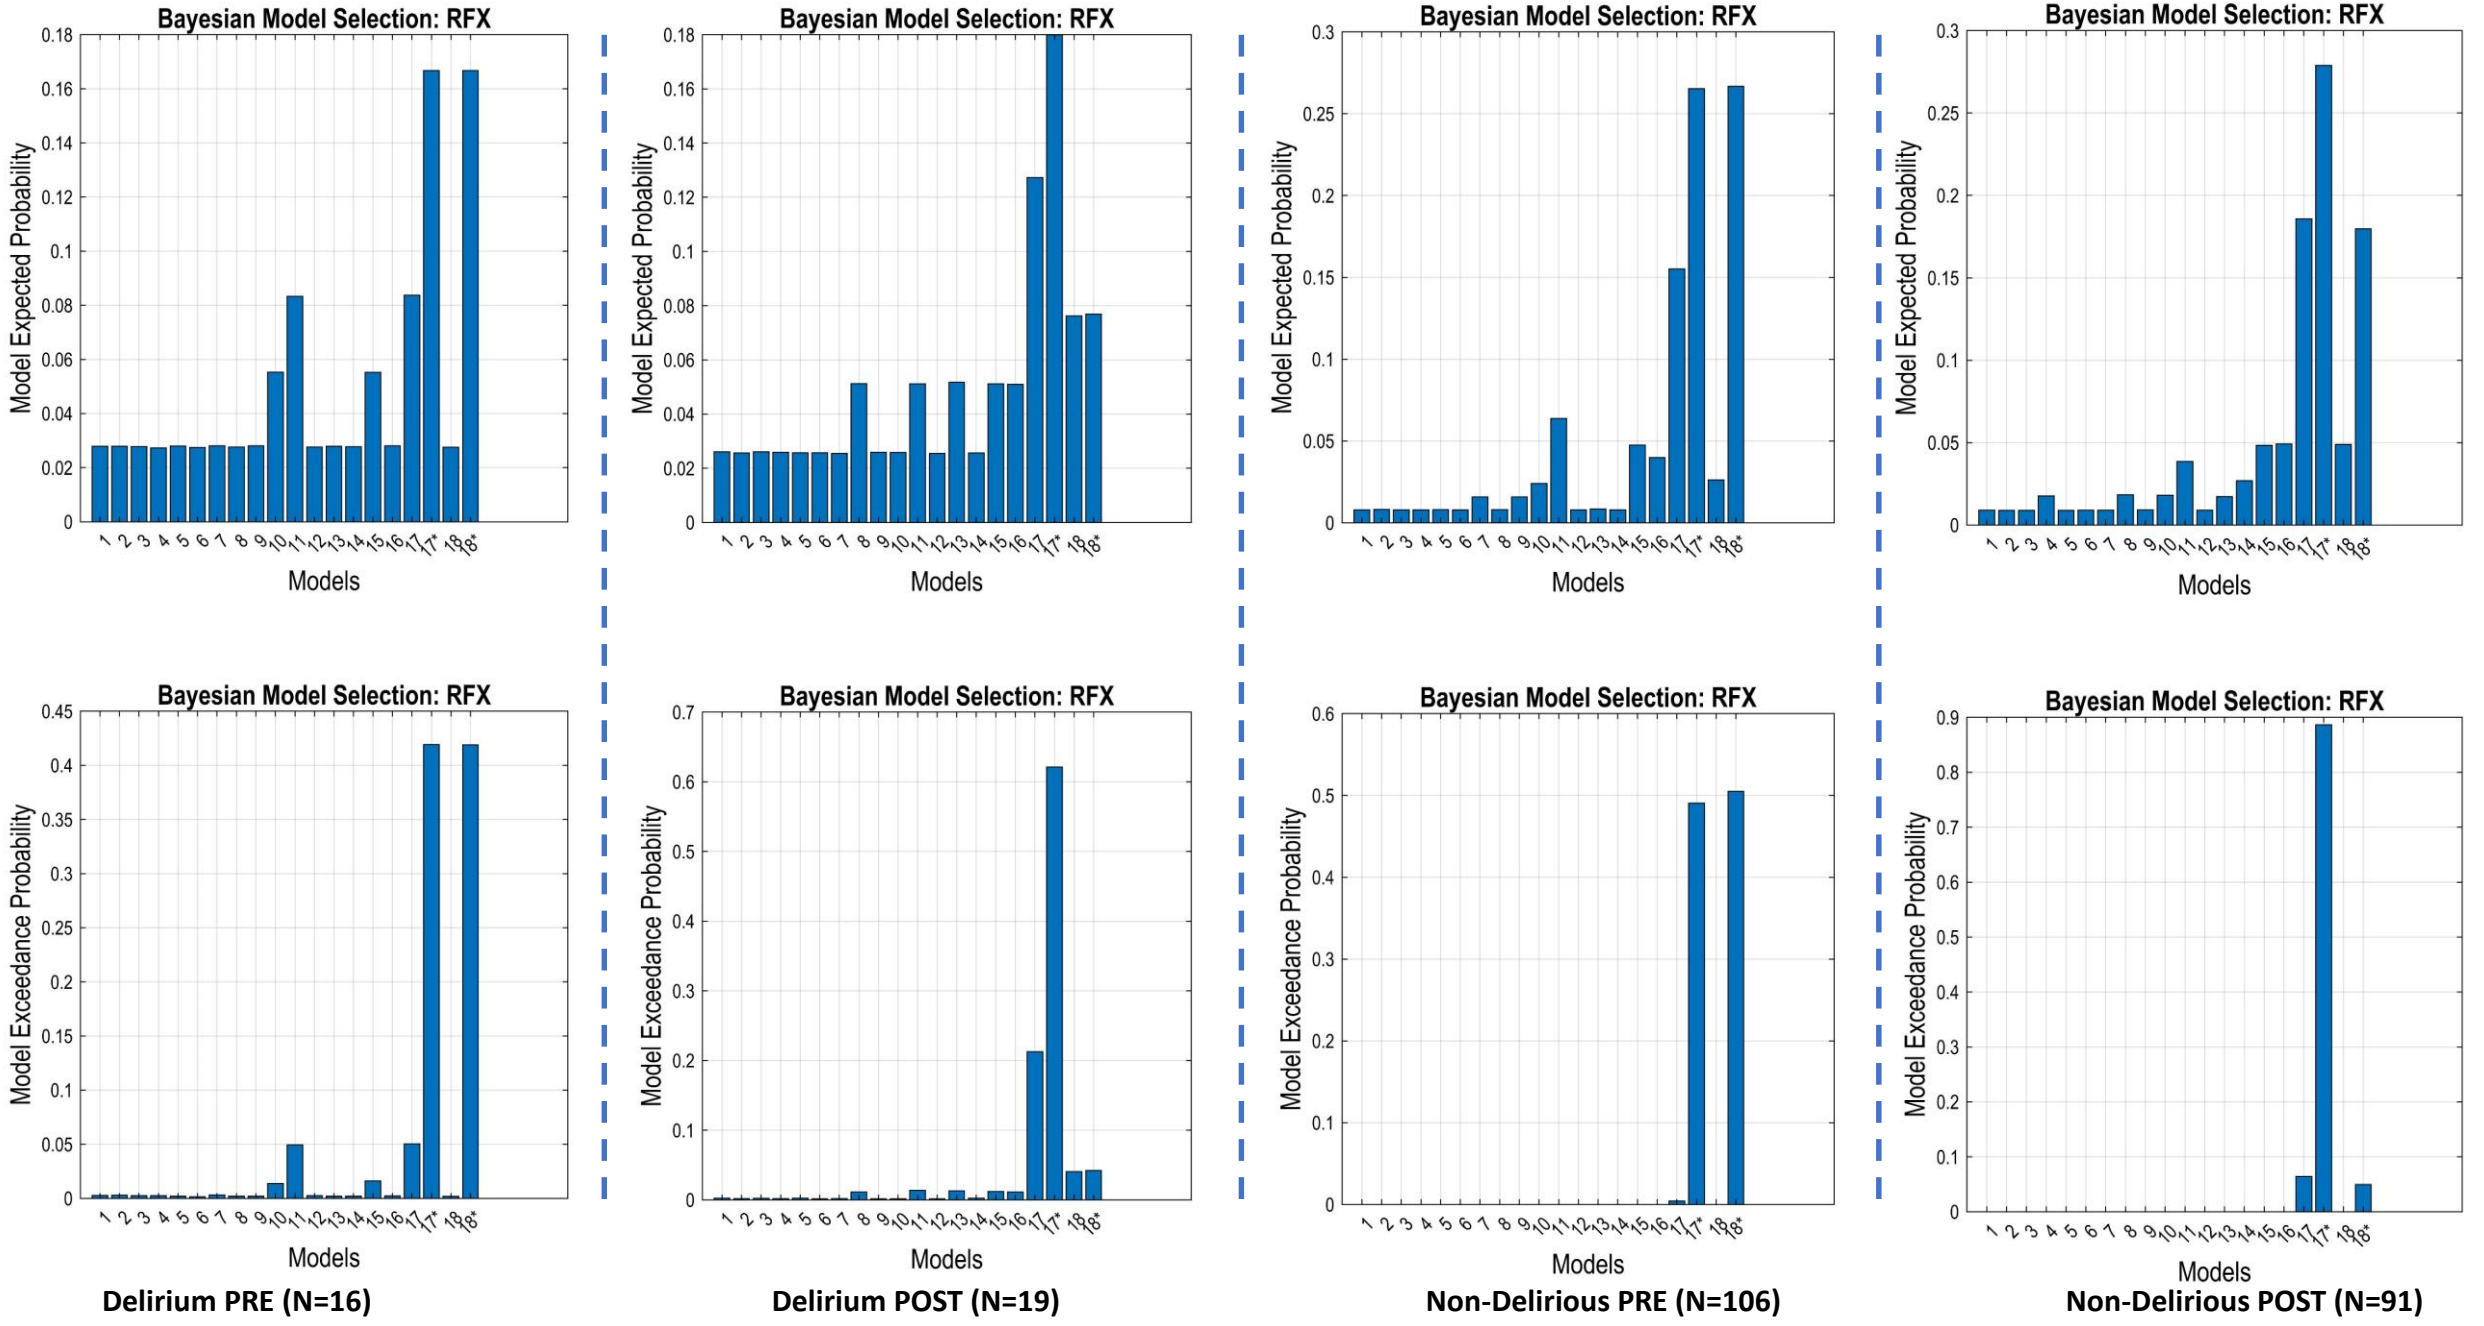 Bayesian Model Selection: RFX
Model Expected Probability
0.18
0.16
0.14
0.12
0.1
0.08
0.06
0.04
0.02
0
1 2 3 4 5 6 7 8 9 10 11 12 13 14 15 16 17 17* 18 18*
Models
Bayesian Model Selection: RFX
Model Expected Probability
0.18
0.16
0.14
0.12
0.1
0.08
0.06
0.04
0.02
0
1 2 3 4 5 6 7 8 9 10 11 12 13 14 15 16 17 17* 18 18*
Models
Bayesian Model Selection: RFX
Model Expected Probability
0.3
0.25
0.2
0.15
0.1
0.05
0
1 2 3 4 5 6 7 8 9 10 11 12 13 14 15 16 17 17* 18 18*
Models
Bayesian Model Selection: RFX
Model Expected Probability
0.3
0.25
0.2
0.15
0.1
0.05
0
1 2 3 4 5 6 7 8 9 10 11 12 13 14 15 16 17 17* 18 18*
Models
Bayesian Model Selection: RFX
Model Exceedance Probability
0.45
0.4
0.35
0.3
0.25
0.2
0.15
0.1
0.05
0
1 2 3 4 5 6 7 8 9 10 11 12 13 14 15 16 17 17* 18 18*
Models
Delirium PRE (N=16)
Bayesian Model Selection: RFX
Model Exceedance Probability
0.7
0.6
0.5
0.4
0.3
0.2
0.1
0
1 2 3 4 5 6 7 8 9 10 11 12 13 14 15 16 17 17* 18 18*
Models
Delirium POST (N=19)
Bayesian Model Selection: RFX
Model Exceedance Probability
0.6
0.5
0.4
0.3
0.2
0.1
0
1 2 3 4 5 6 7 8 9 10 11 12 13 14 15 16 17 17* 18 18*
Models
Non-Delirious PRE (N=106)
Bayesian Model Selection: RFX
Model Exceedance Probability
0.9
0.8
0.7
0.6
0.5
0.4
0.3
0.2
0.1
0
1 2 3 4 5 6 7 8 9 10 11 12 13 14 15 16 17 17* 18 18*
Models
Non-Delirious POST (N=91)